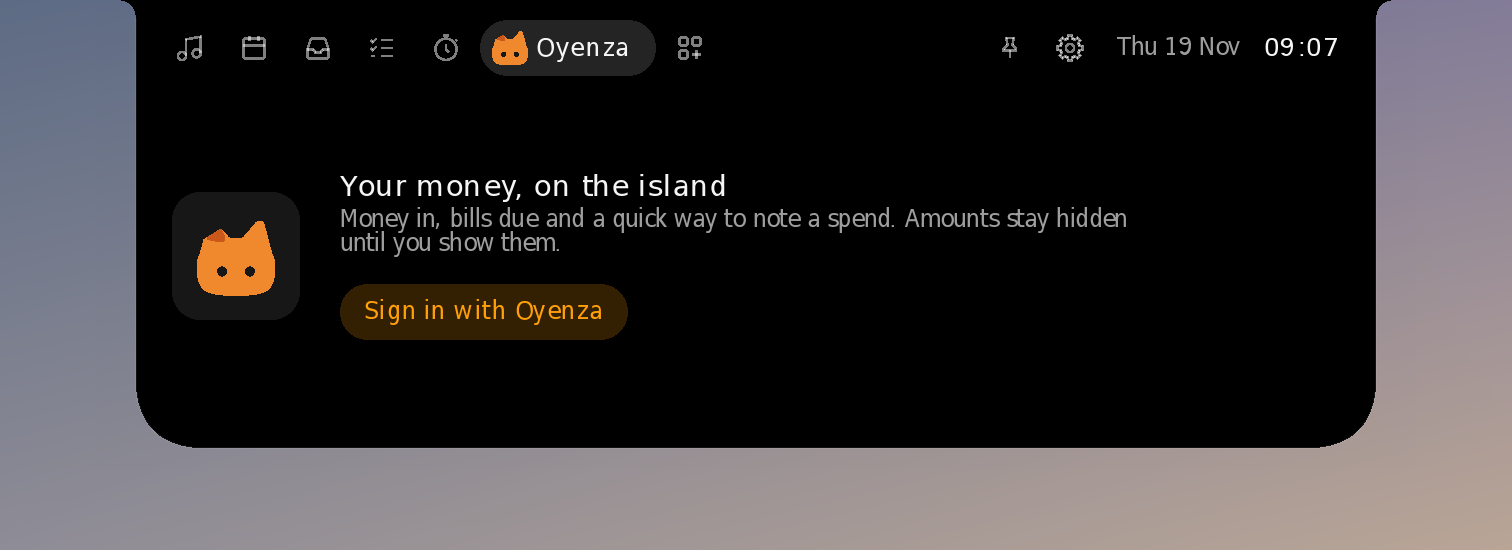 Oyenza
Thu 19 Nov 09:07
Your money, on the island
Money in, bills due and a quick way to note a spend. Amounts stay hidden
until you show them.
Sign in with Oyenza